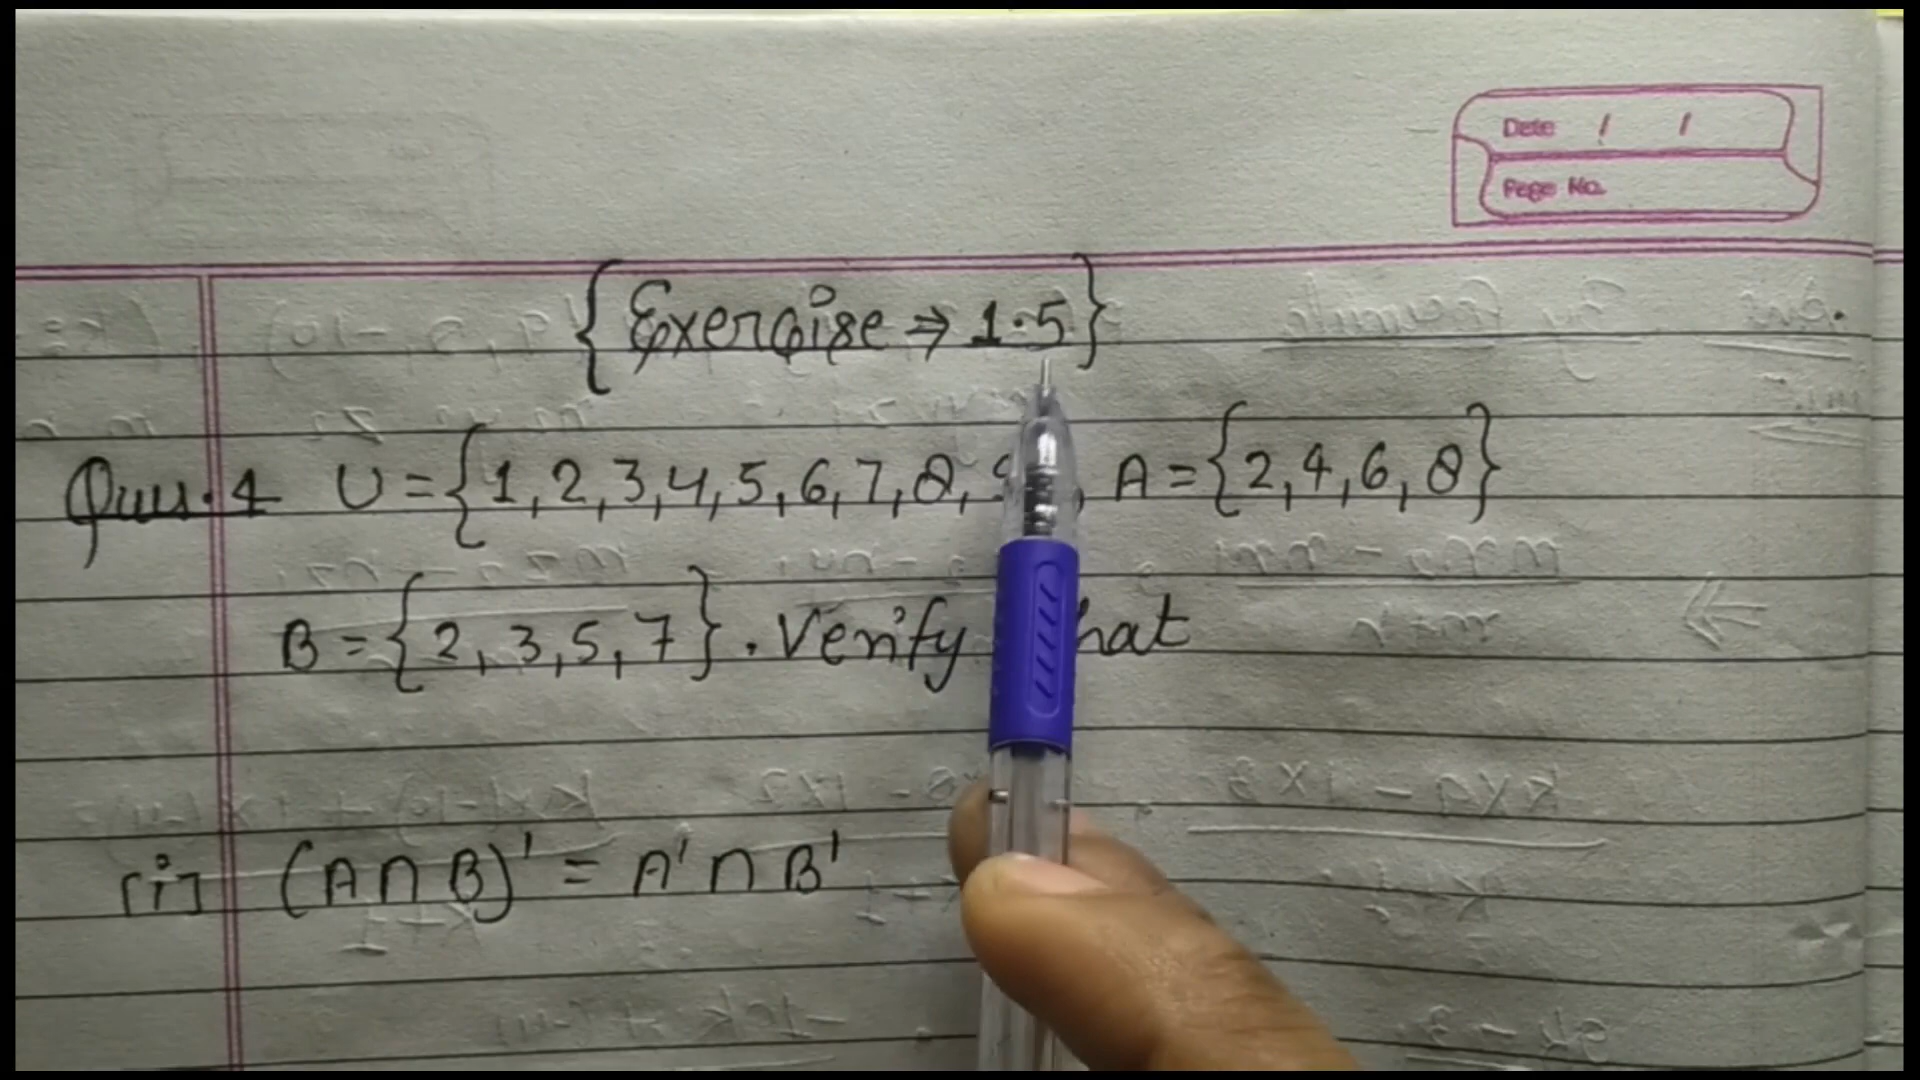 Date / /
Page No.
{Exercise ⇒ 1.5}
Ques.4 U = {1, 2, 3, 4, 5, 6, 7, 8, A = {2, 4, 6, 8}
B = {2, 3, 5, 7}. Verify hat
[i] (A∩B)' = A'∩B'